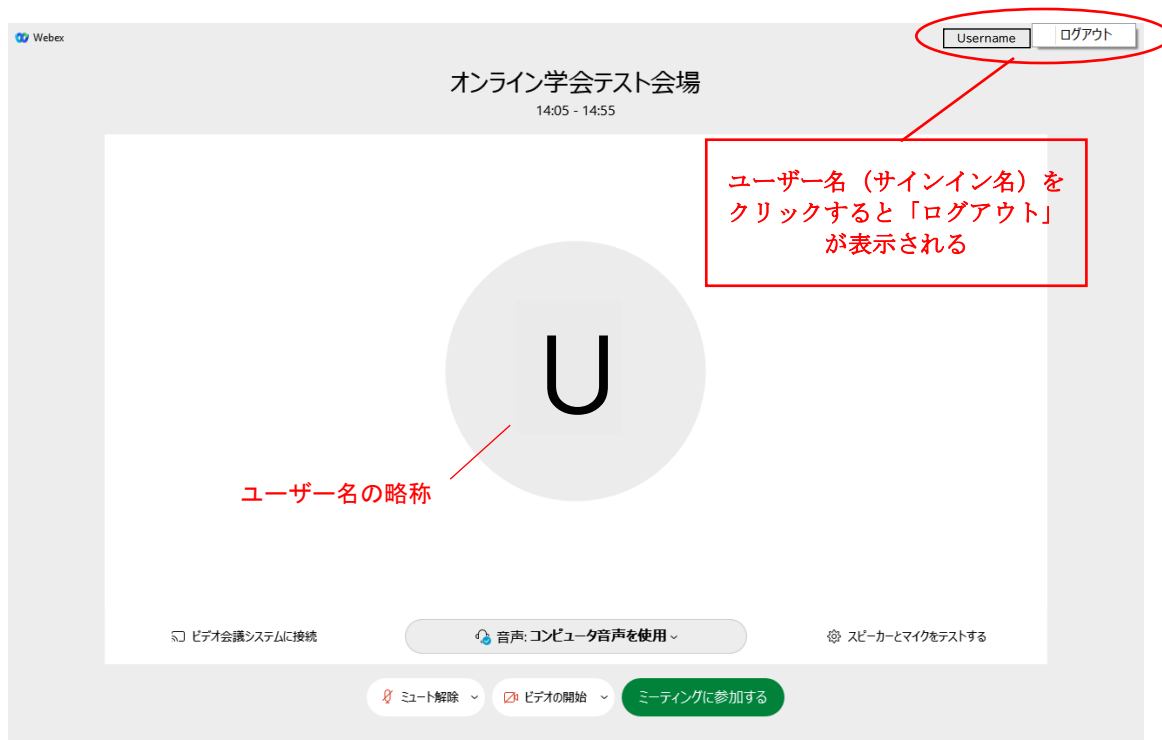 Webex
Username
ログアウト
オンライン学会テスト会場
14:05 - 14:55
ユーザー名（サインイン名）を
クリックすると「ログアウト」
が表示される
U
ユーザー名の略称
ビデオ会議システムに接続
音声: コンピュータ音声を使用
スピーカーとマイクをテストする
ミュート解除
ビデオの開始
ミーティングに参加する